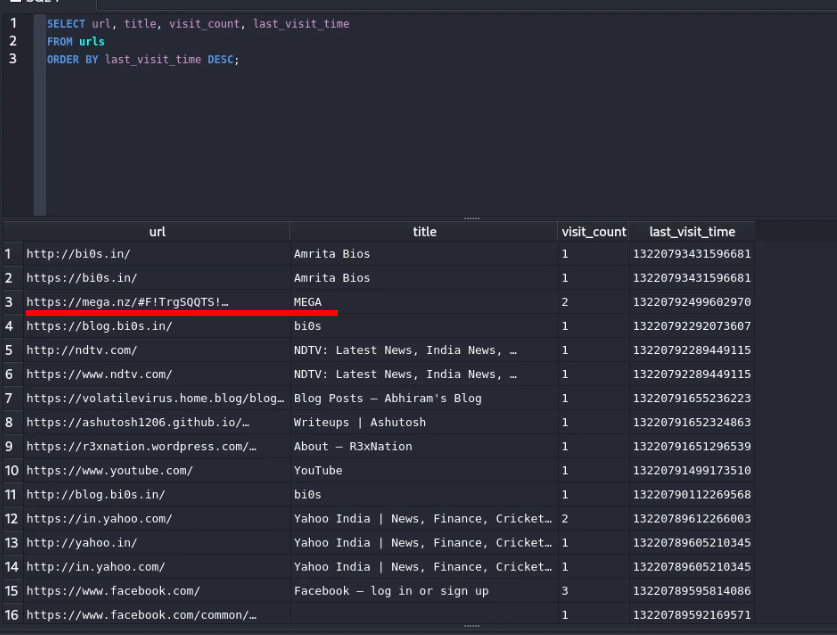 1 SELECT url, title, visit_count, last_visit_time
2 FROM urls
3 ORDER BY last_visit_time DESC;
url title visit_count last_visit_time
1 http://bi0s.in/ Amrita Bios 1 13220793431596681
2 https://bi0s.in/ Amrita Bios 1 13220793431596681
3 https://mega.nz/#F!TrgSQQTS!… MEGA 2 13220792499602970
4 https://blog.bi0s.in/ bi0s 1 13220792292073607
5 http://ndtv.com/ NDTV: Latest News, India News, … 1 13220792289449115
6 https://www.ndtv.com/ NDTV: Latest News, India News, … 1 13220792289449115
7 https://volatilevirus.home.blog/blog… Blog Posts – Abhiram's Blog 1 13220791655236223
8 https://ashutosh1206.github.io/… Writeups | Ashutosh 1 13220791652324863
9 https://r3xnation.wordpress.com/… About – R3xNation 1 13220791651296539
10 https://www.youtube.com/ YouTube 1 13220791499173510
11 http://blog.bi0s.in/ bi0s 1 13220790112269568
12 https://in.yahoo.com/ Yahoo India | News, Finance, Cricket… 2 13220789612266003
13 http://yahoo.in/ Yahoo India | News, Finance, Cricket… 1 13220789605210345
14 http://in.yahoo.com/ Yahoo India | News, Finance, Cricket… 1 13220789605210345
15 https://www.facebook.com/ Facebook – log in or sign up 3 13220789595814086
16 https://www.facebook.com/common/… 1 13220789592169571